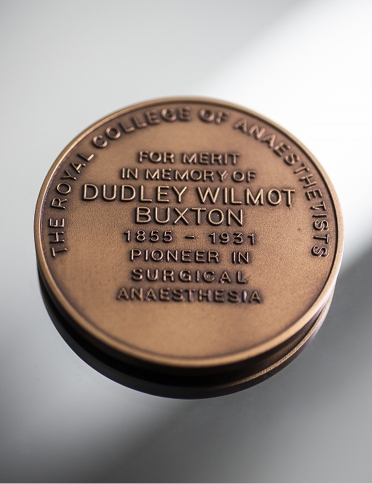 THE ROYAL COLLEGE OF ANAESTHETISTS
FOR MERIT
IN MEMORY OF
DUDLEY WILMOT
BUXTON
1855 - 1931
PIONEER IN
SURGICAL
ANAESTHESIA